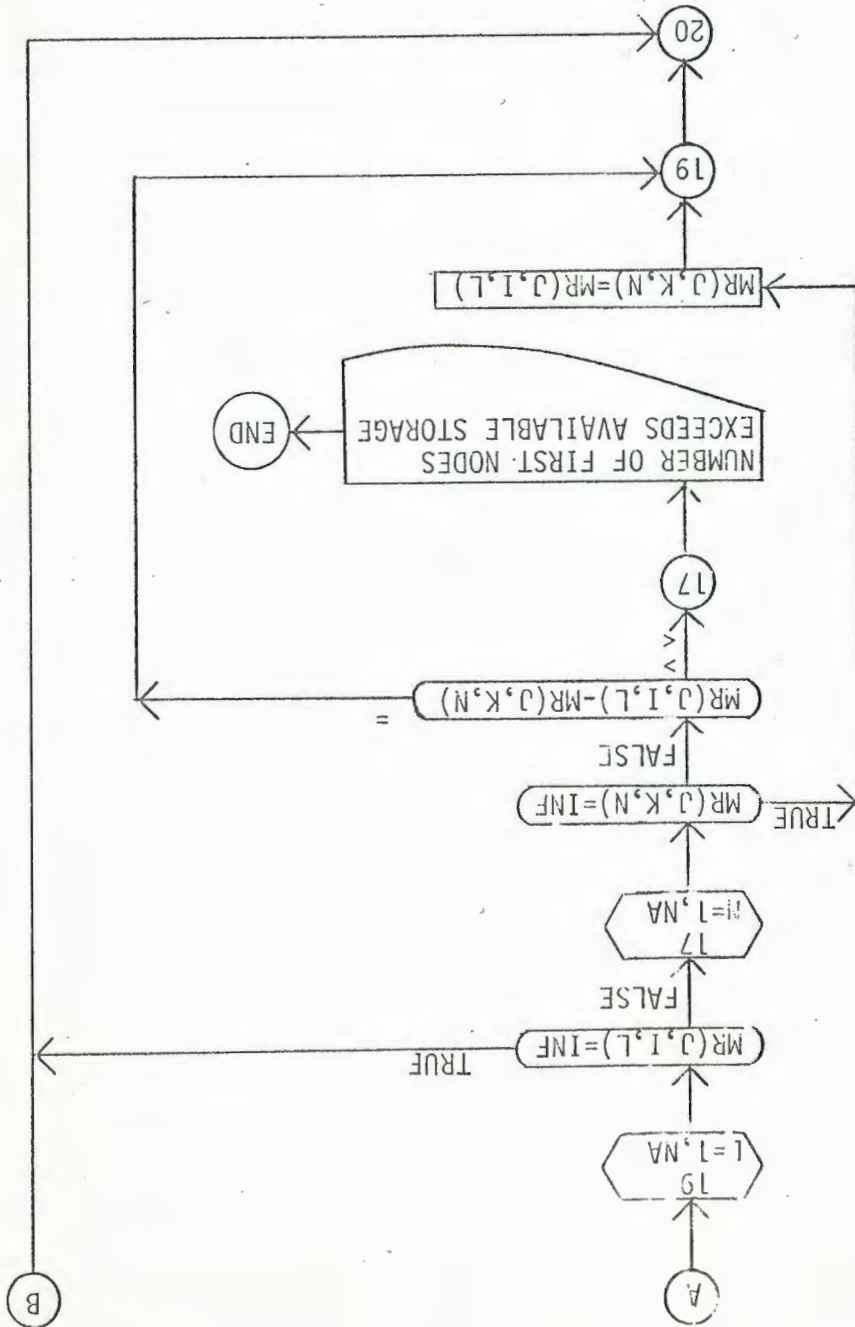 A
B
19
L=1,NA
MR(J,I,L)=INF
TRUE
FALSE
17
N=1,NA
MR(J,K,N)=INF
TRUE
FALSE
MR(J,I,L)-MR(J,K,N)
=
< >
17
NUMBER OF FIRST NODES
EXCEEDS AVAILABLE STORAGE
END
MR(J,K,N)=MR(J,I,L)
19
20